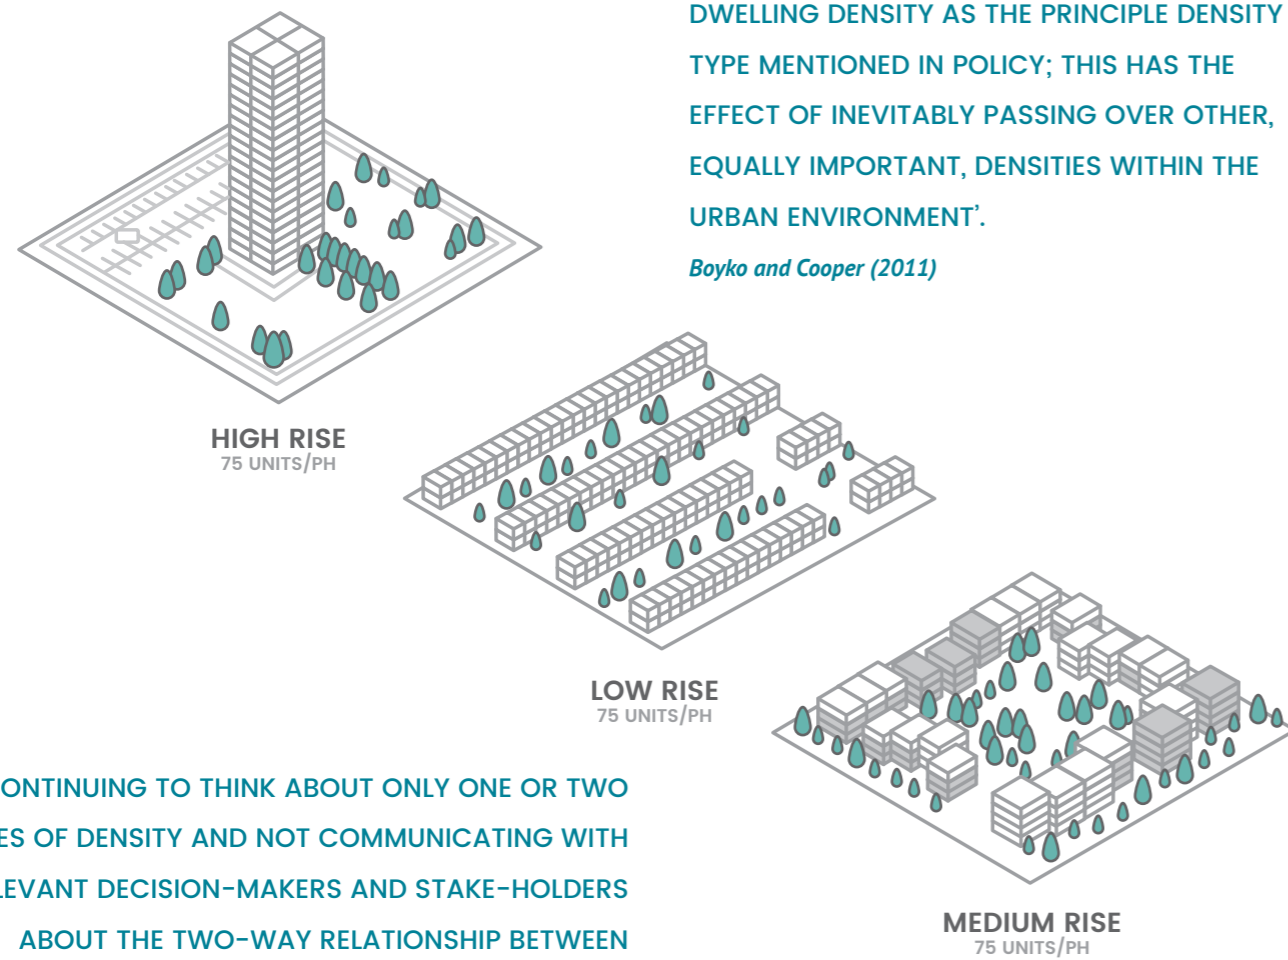 DWELLING DENSITY AS THE PRINCIPLE DENSITY
TYPE MENTIONED IN POLICY; THIS HAS THE
EFFECT OF INEVITABLY PASSING OVER OTHER,
EQUALLY IMPORTANT, DENSITIES WITHIN THE
URBAN ENVIRONMENT’.
Boyko and Cooper (2011)
HIGH RISE
75 UNITS/PH
LOW RISE
75 UNITS/PH
MEDIUM RISE
75 UNITS/PH
ONTINUING TO THINK ABOUT ONLY ONE OR TWO
ES OF DENSITY AND NOT COMMUNICATING WITH
LEVANT DECISION-MAKERS AND STAKE-HOLDERS
ABOUT THE TWO-WAY RELATIONSHIP BETWEEN